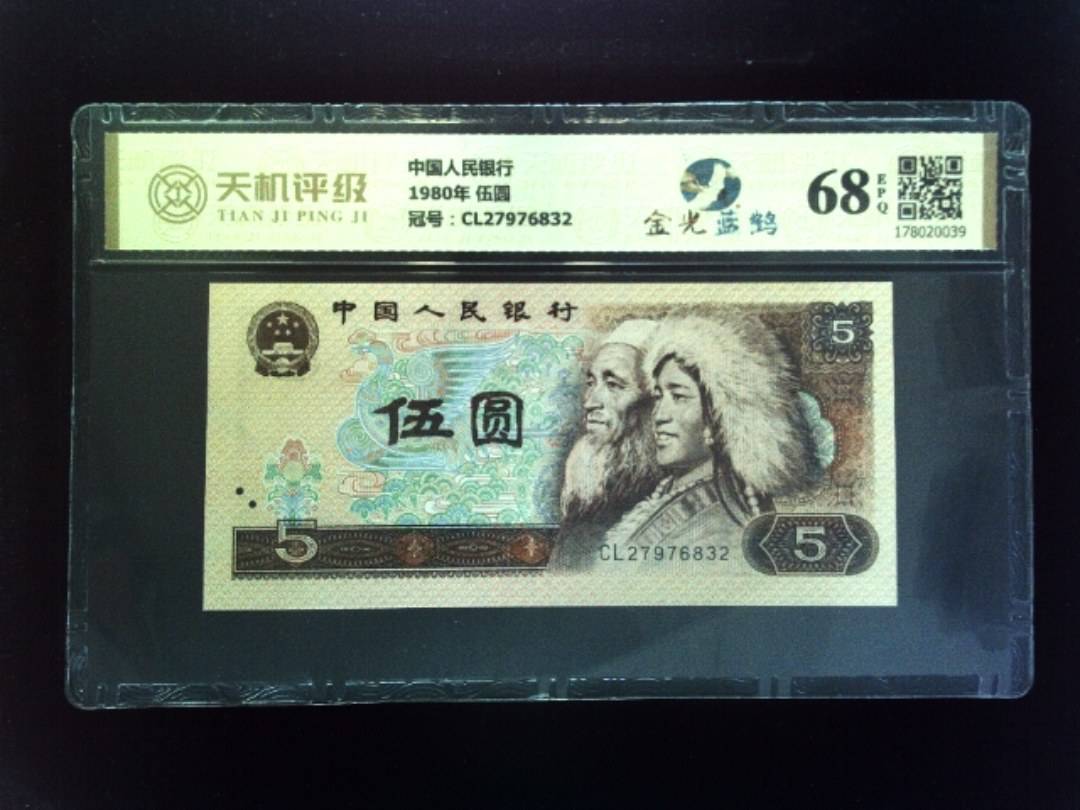 天机评级
TIAN JI PING JI
中国人民银行
1980年 伍圆
冠号：CL27976832
金光蓝鹤
68
EPQ
178020039
中国人民银行
5
伍圆
5
CL27976832
5